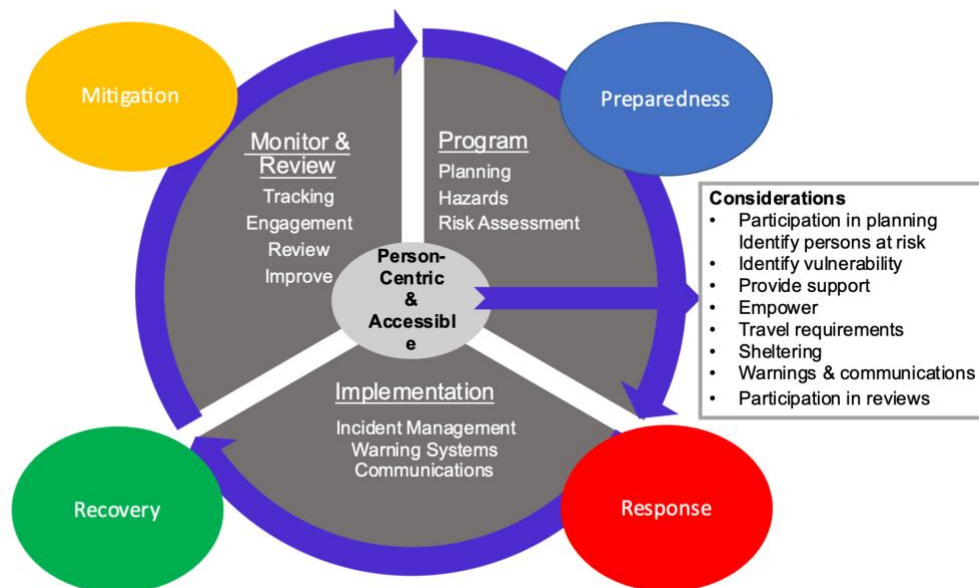 Mitigation
Preparedness
Monitor &
Review
Tracking
Engagement
Review
Improve
Program
Planning
Hazards
Risk Assessment
Person-
Centric
&
Accessibl
e
Considerations
• Participation in planning
Identify persons at risk
• Identify vulnerability
• Provide support
• Empower
• Travel requirements
• Sheltering
• Warnings & communications
• Participation in reviews
Implementation
Incident Management
Warning Systems
Communications
Recovery
Response